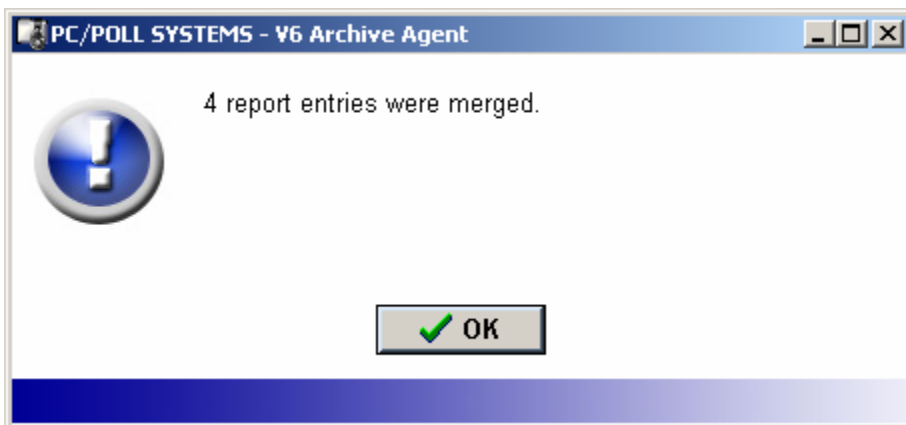 PC/POLL SYSTEMS - V6 Archive Agent
4 report entries were merged.
OK